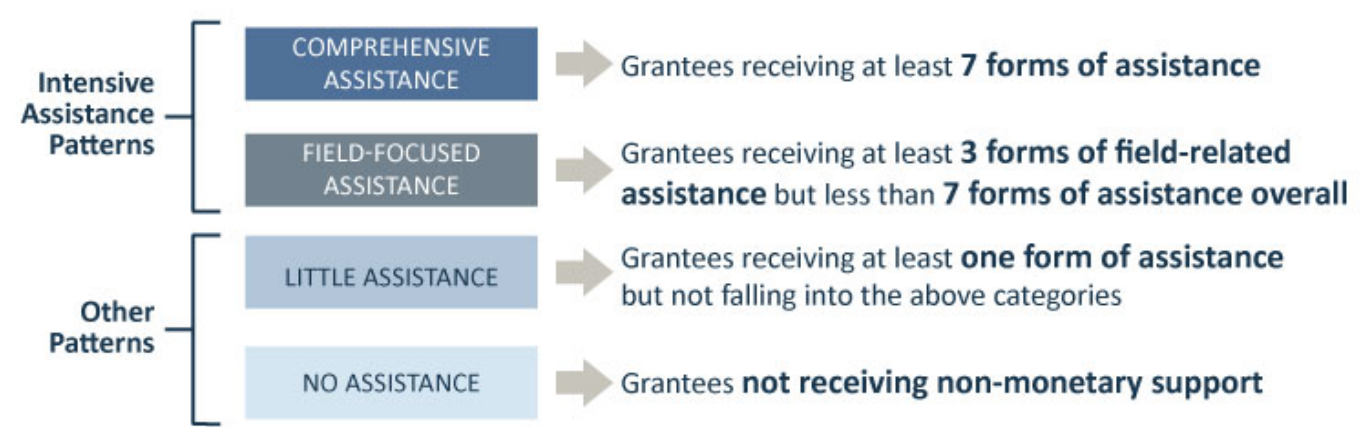 Intensive
Assistance
Patterns
COMPREHENSIVE
ASSISTANCE
Grantees receiving at least 7 forms of assistance
FIELD-FOCUSED
ASSISTANCE
Grantees receiving at least 3 forms of field-related
assistance but less than 7 forms of assistance overall
Other
Patterns
LITTLE ASSISTANCE
Grantees receiving at least one form of assistance
but not falling into the above categories
NO ASSISTANCE
Grantees not receiving non-monetary support